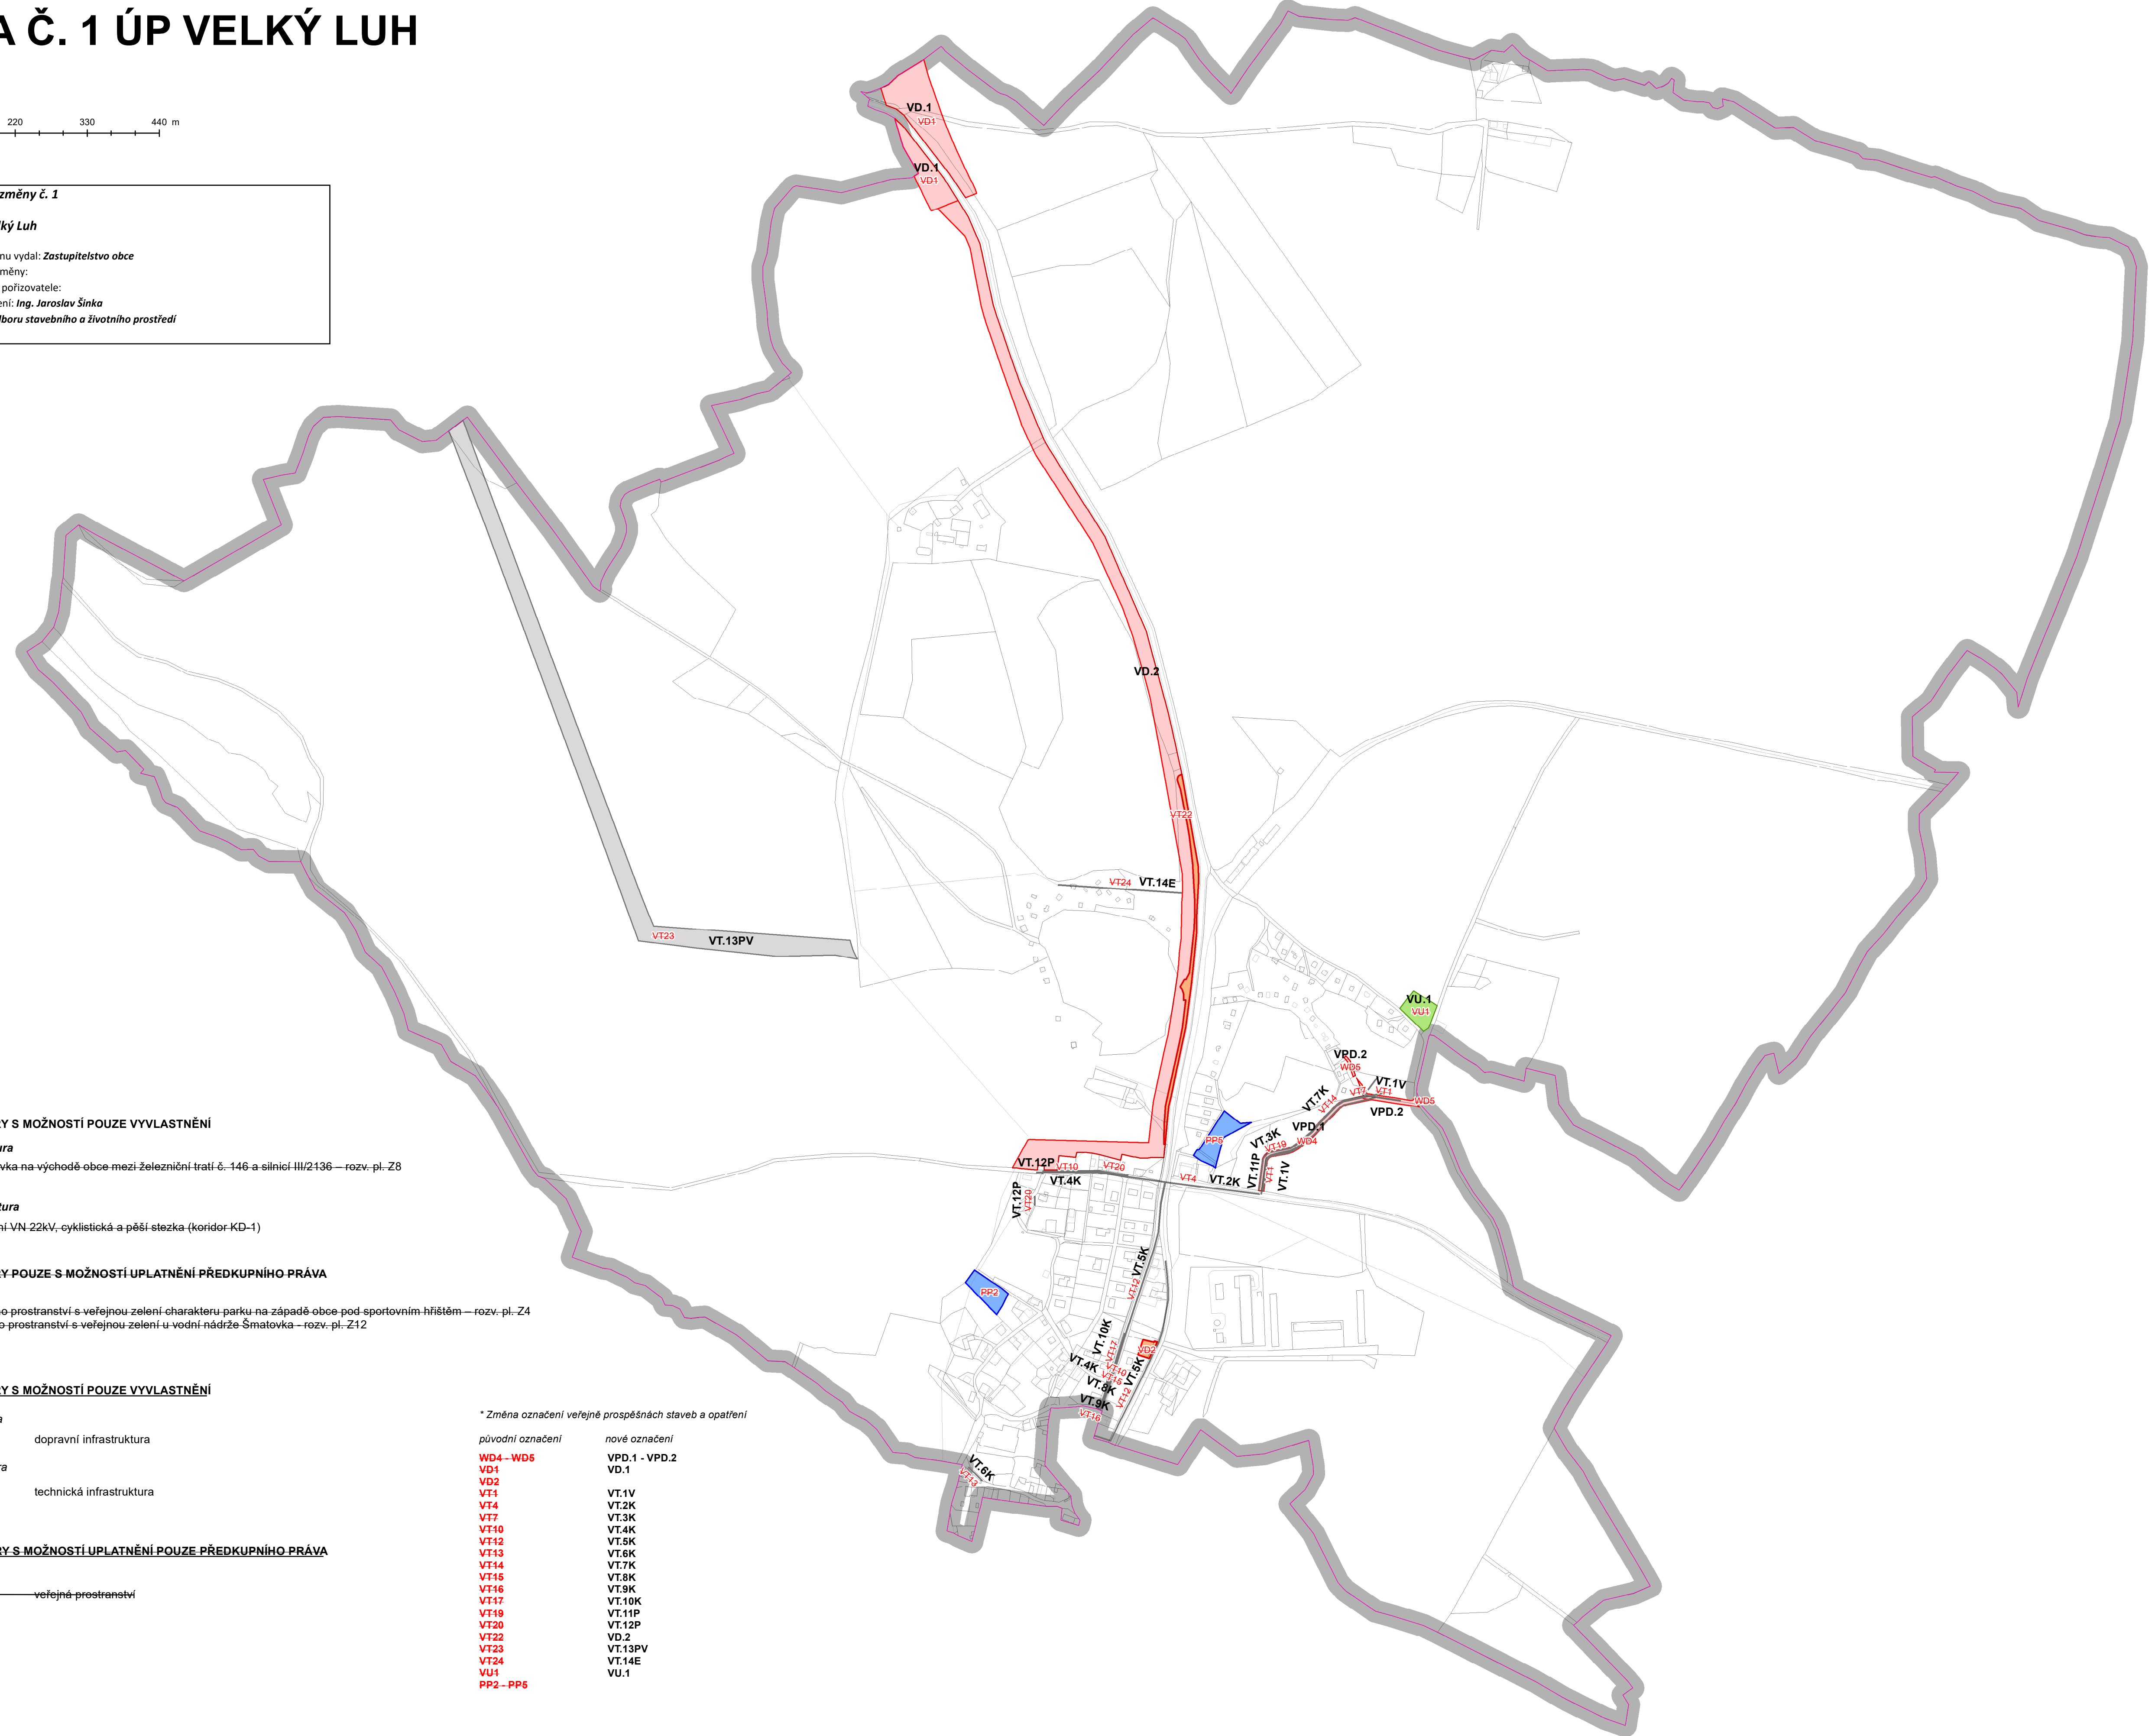 A Č. 1 ÚP VELKÝ LUH
220 330 440 m
změny č. 1
ký Luh
nu vydal: Zastupitelstvo obce
měny:
pořizovatele:
ení: Ing. Jaroslav Šinka
boru stavebního a životního prostředí
VD.1
VD1
VD.1
VD1
VD.2
VT22
VT24 VT.14E
VT23 VT.13PV
VU.1
VU1
VPD.2
WD5
VT.1V
VT7 VT1
WD5
VPD.2
VT.7K
VT14
VPD.1
WD4
VT.3K
VT19
PP5
VT.11P
VT1
VT.1V
VT.12P
VT10
VT20
VT.4K
VT4
VT.2K
VT.12P
VT20
VT.5K
VT12
PP2
VT.10K
VT17
VD2
VT.4K
VT10
VT15
VT.8K
VT.5K
VT12
VT.9K
VT16
VT.6K
VT13
Y S MOŽNOSTÍ POUZE VYVLASTNĚNÍ
ura
vka na východě obce mezi železniční tratí č. 146 a silnicí III/2136 – rozv. pl. Z8
tura
ní VN 22kV, cyklistická a pěší stezka (koridor KD-1)
Y POUZE S MOŽNOSTÍ UPLATNĚNÍ PŘEDKUPNÍHO PRÁVA
o prostranství s veřejnou zelení charakteru parku na západě obce pod sportovním hřištěm – rozv. pl. Z4
o prostranství s veřejnou zelení u vodní nádrže Šmatovka - rozv. pl. Z12
Y S MOŽNOSTÍ POUZE VYVLASTNĚNÍ
a
dopravní infrastruktura
ra
technická infrastruktura
Y S MOŽNOSTÍ UPLATNĚNÍ POUZE PŘEDKUPNÍHO PRÁVA
veřejná prostranství
* Změna označení veřejně prospěšnách staveb a opatření
původní označení nové označení
WD4 - WD5 VPD.1 - VPD.2
VD1 VD.1
VD2
VT1 VT.1V
VT4 VT.2K
VT7 VT.3K
VT10 VT.4K
VT12 VT.5K
VT13 VT.6K
VT14 VT.7K
VT15 VT.8K
VT16 VT.9K
VT17 VT.10K
VT19 VT.11P
VT20 VT.12P
VT22 VD.2
VT23 VT.13PV
VT24 VT.14E
VU1 VU.1
PP2 - PP5